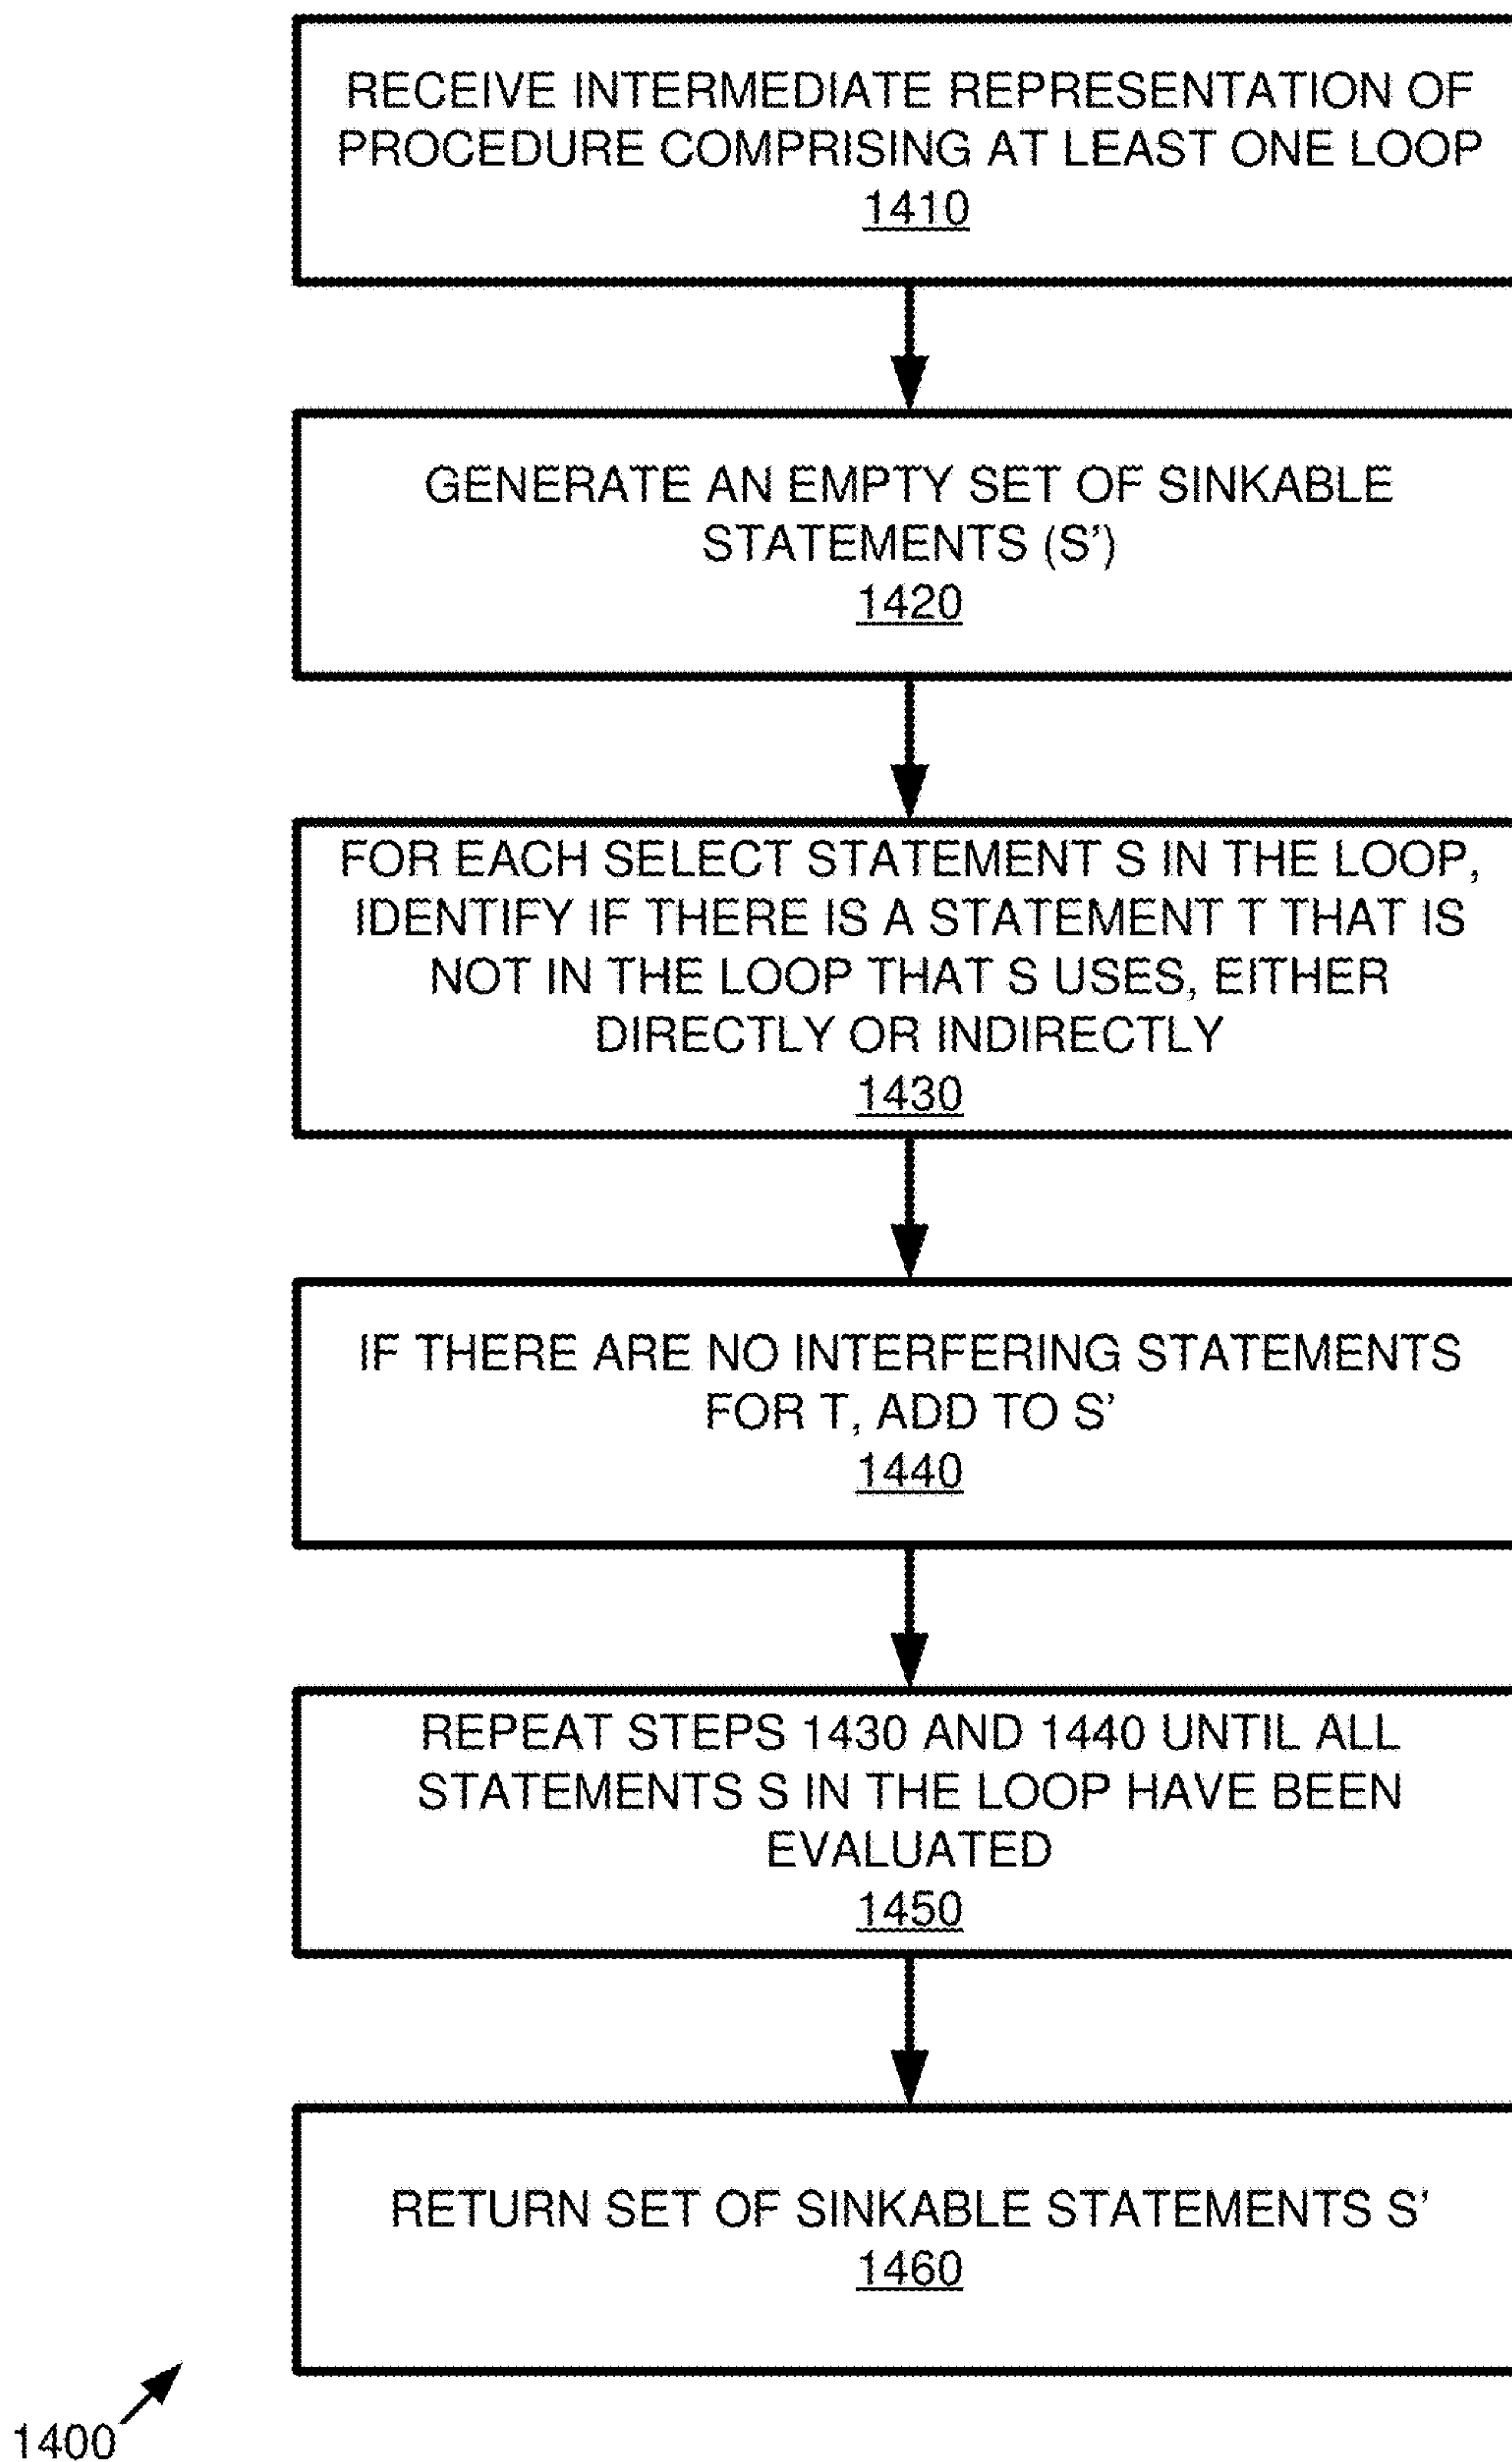 RECEIVE INTERMEDIATE REPRESENTATION OF
PROCEDURE COMPRISING AT LEAST ONE LOOP
1410
GENERATE AN EMPTY SET OF SINKABLE
STATEMENTS (S’)
1420
FOR EACH SELECT STATEMENT S IN THE LOOP,
IDENTIFY IF THERE IS A STATEMENT T THAT IS
NOT IN THE LOOP THAT S USES, EITHER
DIRECTLY OR INDIRECTLY
1430
IF THERE ARE NO INTERFERING STATEMENTS
FOR T, ADD TO S’
1440
REPEAT STEPS 1430 AND 1440 UNTIL ALL
STATEMENTS S IN THE LOOP HAVE BEEN
EVALUATED
1450
RETURN SET OF SINKABLE STATEMENTS S’
1460
1400